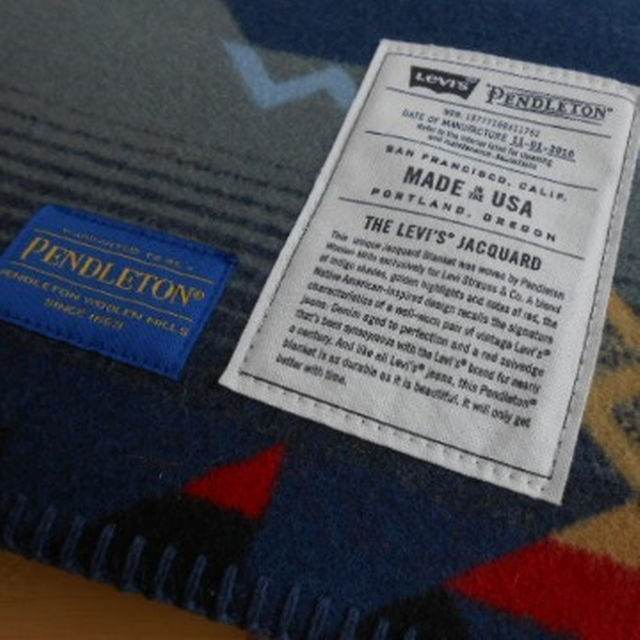 LEVI'S PENDLETON®
DATE OF MANUFACTURE 11-01-2010
SAN FRANCISCO, CALIF.
MADE IN USA
PORTLAND, OREGON
THE LEVI'S® JACQUARD
This unique Jacquard Blanket was woven by Pendleton
Woven Mills exclusively for Levi Strauss & Co. A blend
of indigo shades, golden highlights and notes of red, the
Native American-inspired design recalls the signature
characteristics of a well-worn pair of vintage Levi's®
jeans. Denim aged to perfection and a red selvedge
that's been synonymous with the Levi's® brand for nearly
a century. And like all Levi's® jeans, this Pendleton®
blanket is as durable as it is beautiful. It will only get
better with time.
PENDLETON®
PENDLETON WOOLEN MILLS
SINCE 1863